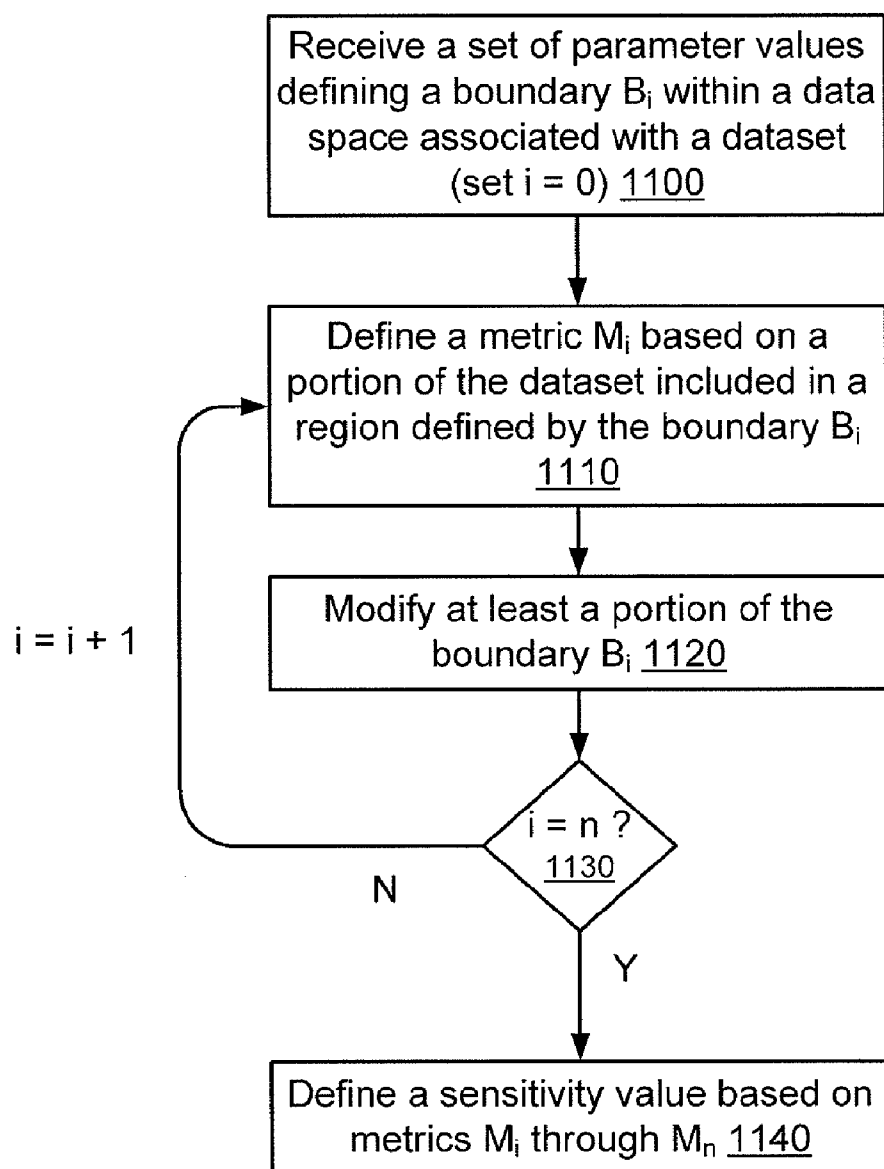 Receive a set of parameter values
defining a boundary Bᵢ within a data
space associated with a dataset
(set i = 0) 1100
Define a metric Mᵢ based on a
portion of the dataset included in a
region defined by the boundary Bᵢ
1110
Modify at least a portion of the
boundary Bᵢ 1120
i = i + 1
i = n ?
1130
N
Y
Define a sensitivity value based on
metrics Mᵢ through Mₙ 1140